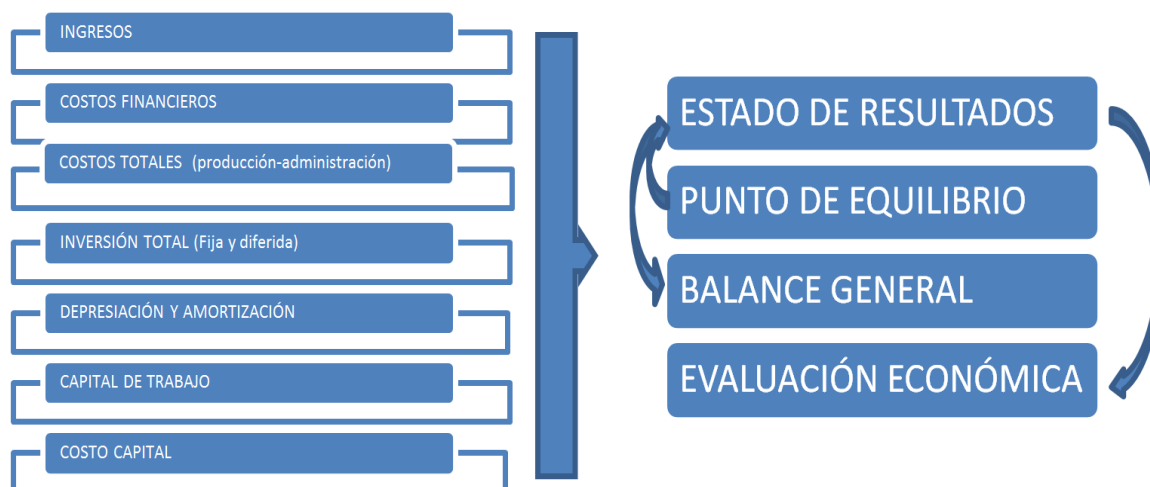 INGRESOS
COSTOS FINANCIEROS
COSTOS TOTALES (producción-administración)
INVERSIÓN TOTAL (Fija y diferida)
DEPRESIACIÓN Y AMORTIZACIÓN
CAPITAL DE TRABAJO
COSTO CAPITAL
ESTADO DE RESULTADOS
PUNTO DE EQUILIBRIO
BALANCE GENERAL
EVALUACIÓN ECONÓMICA